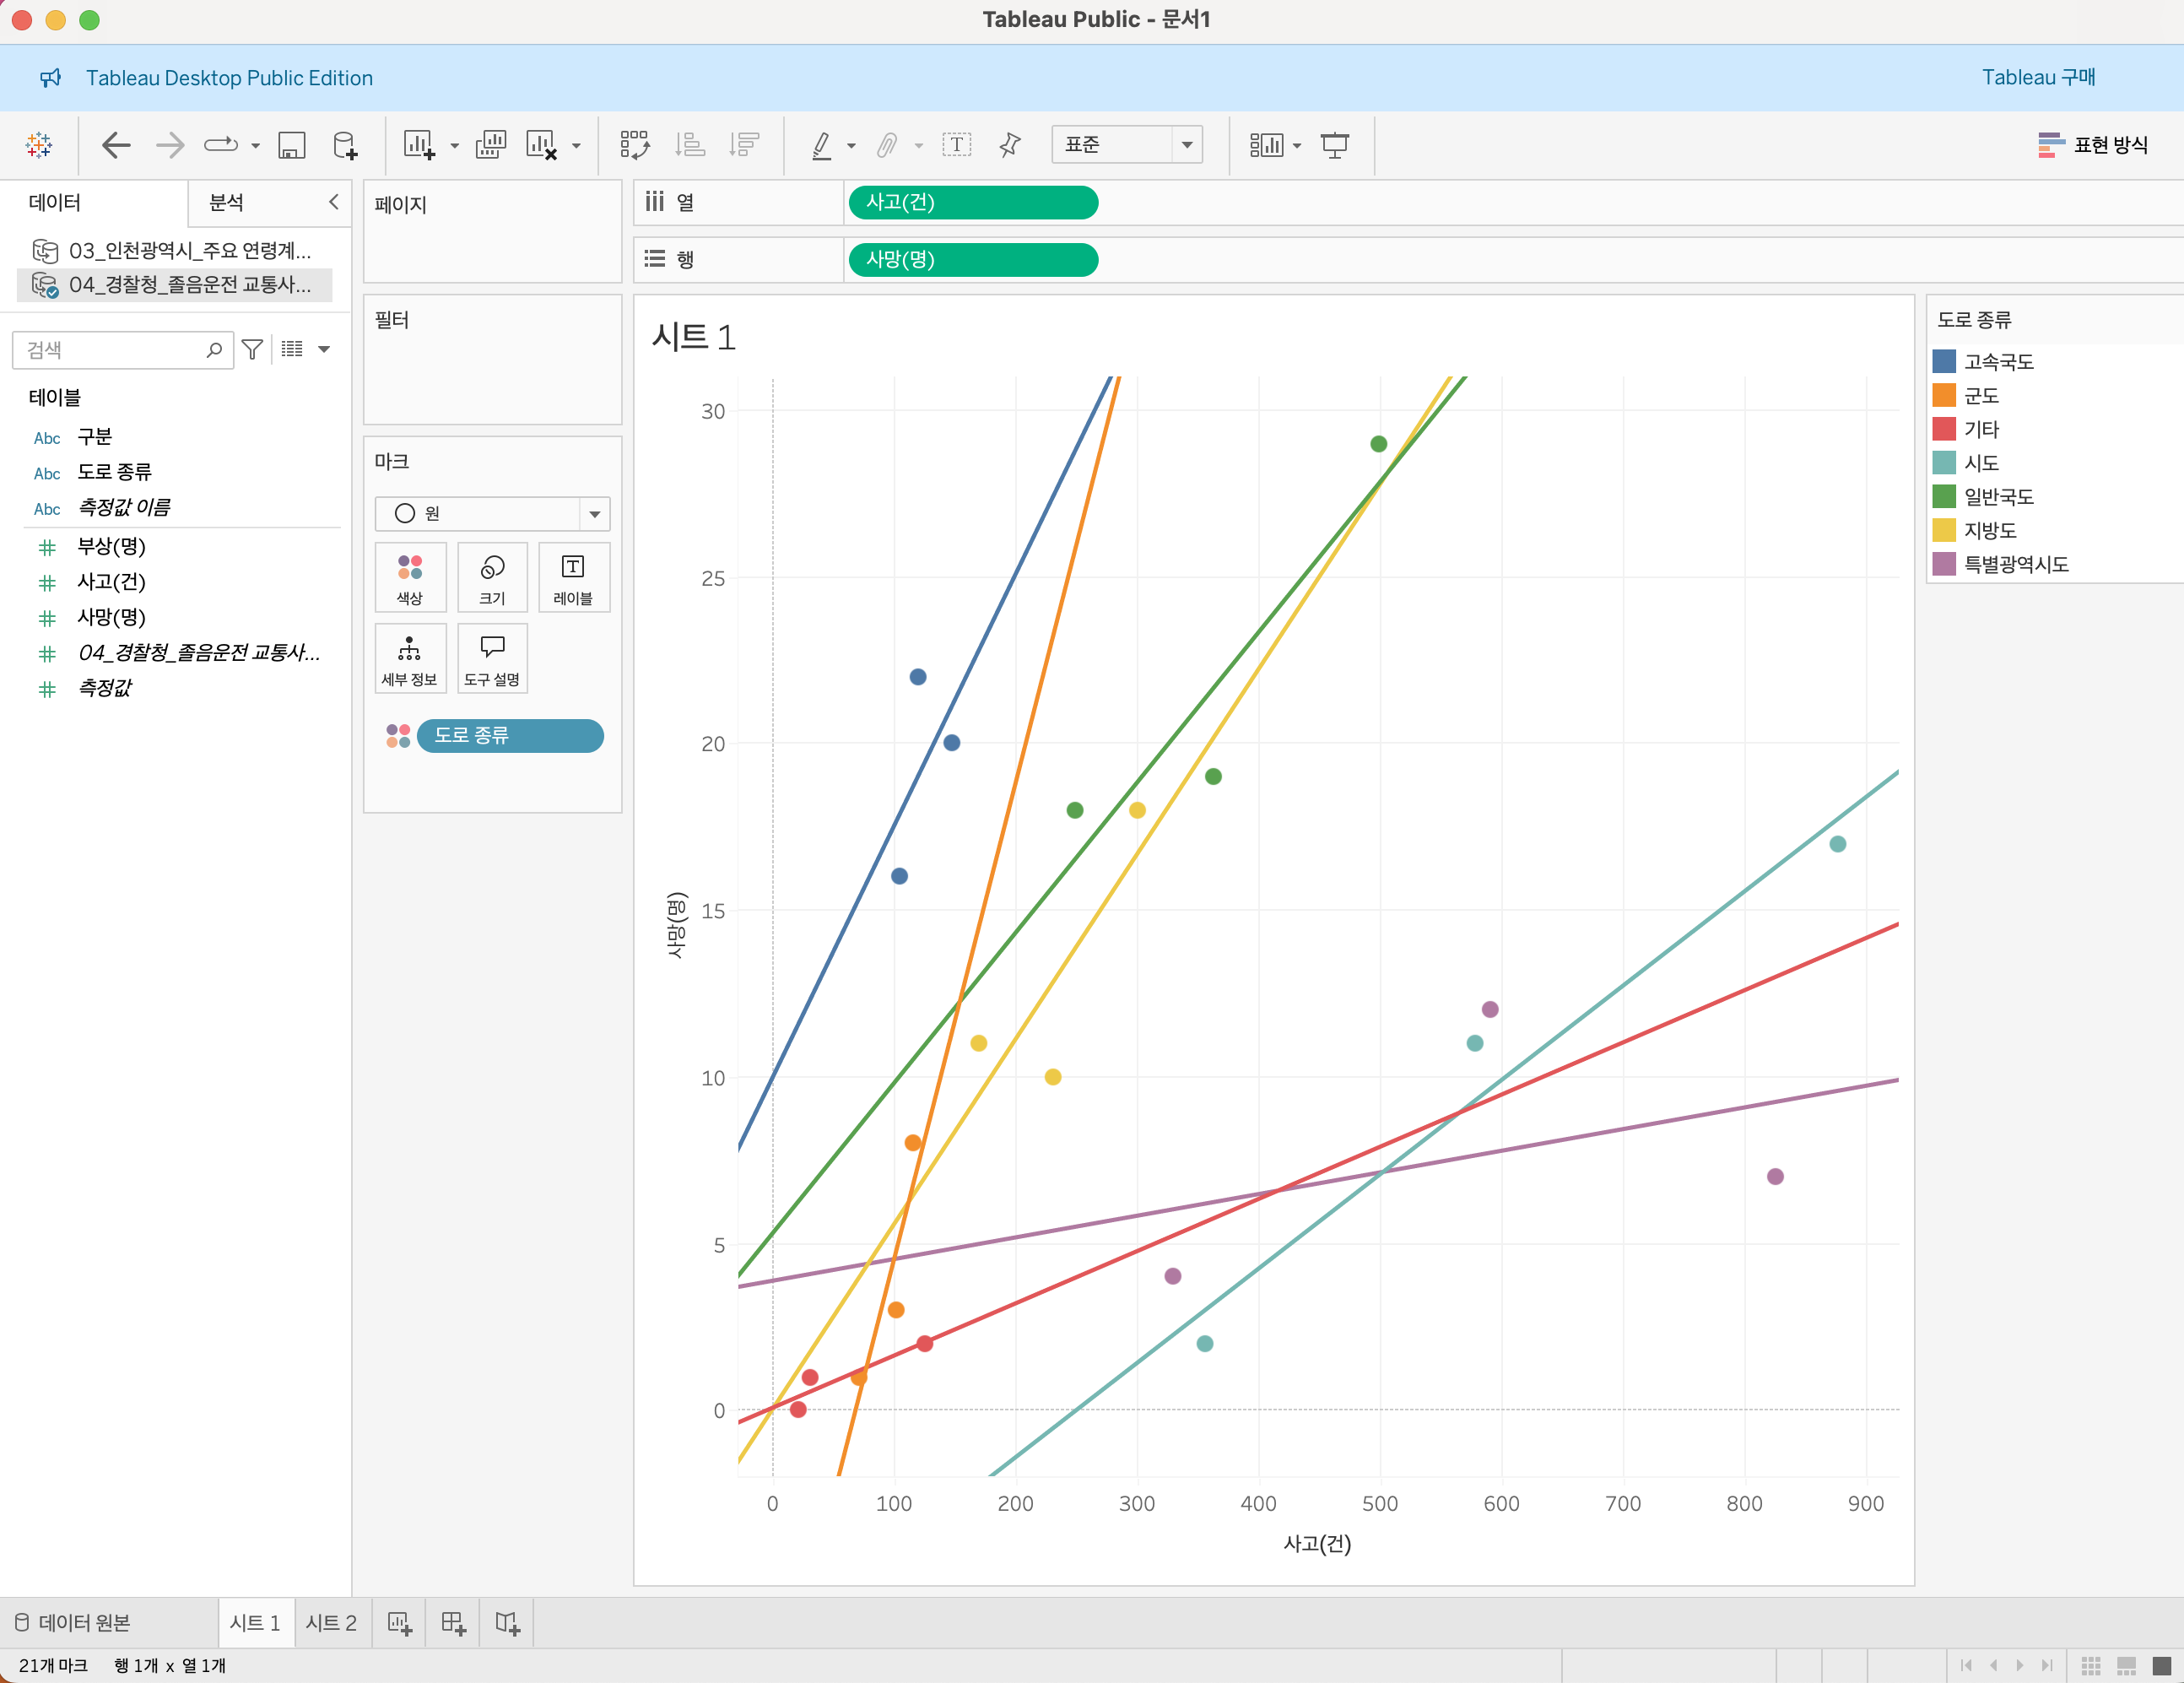 Tableau Public - 문서1
Tableau Desktop Public Edition
Tableau 구매
표준
표현 방식
데이터
분석
03_인천광역시_주요 연령계...
04_경찰청_졸음운전 교통사...
검색
테이블
Abc 구분
Abc 도로 종류
Abc 측정값 이름
부상(명)
사고(건)
사망(명)
04_경찰청_졸음운전 교통사...
측정값
페이지
필터
마크
원
색상
크기
T
레이블
세부 정보
도구 설명
도로 종류
열
사고(건)
행
사망(명)
시트 1
30
25
20
15
10
5
0
사망(명)
0 100 200 300 400 500 600 700 800 900
사고(건)
도로 종류
고속국도
군도
기타
시도
일반국도
지방도
특별광역시도
데이터 원본
시트 1
시트 2
21개 마크
행 1개 x 열 1개